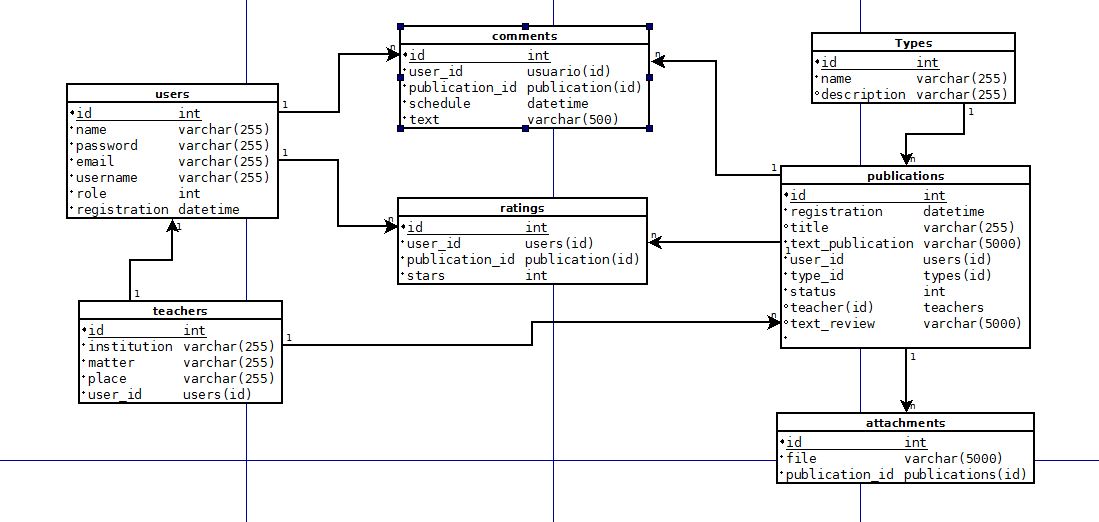 comments
id int
user_id usuario(id)
publication_id publication(id)
schedule datetime
text varchar(500)
Types
id int
name varchar(255)
description varchar(255)
users
id int
name varchar(255)
password varchar(255)
email varchar(255)
username varchar(255)
role int
registration datetime
ratings
id int
user_id users(id)
publication_id publication(id)
stars int
publications
id int
registration datetime
title varchar(255)
text_publication varchar(5000)
user_id users(id)
type_id types(id)
status int
teacher(id) teachers
text_review varchar(5000)
teachers
id int
institution varchar(255)
matter varchar(255)
place varchar(255)
user_id users(id)
attachments
id int
file varchar(5000)
publication_id publications(id)
1
n
1
n
1
n
1
n
1
n
1
1
1
n
1
n